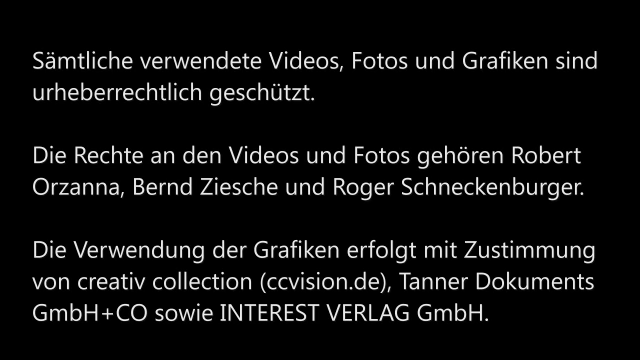 Sämtliche verwendete Videos, Fotos und Grafiken sind
urheberrechtlich geschützt.
Die Rechte an den Videos und Fotos gehören Robert
Orzanna, Bernd Ziesche und Roger Schneckenburger.
Die Verwendung der Grafiken erfolgt mit Zustimmung
von creativ collection (ccvision.de), Tanner Dokuments
GmbH+CO sowie INTEREST VERLAG GmbH.